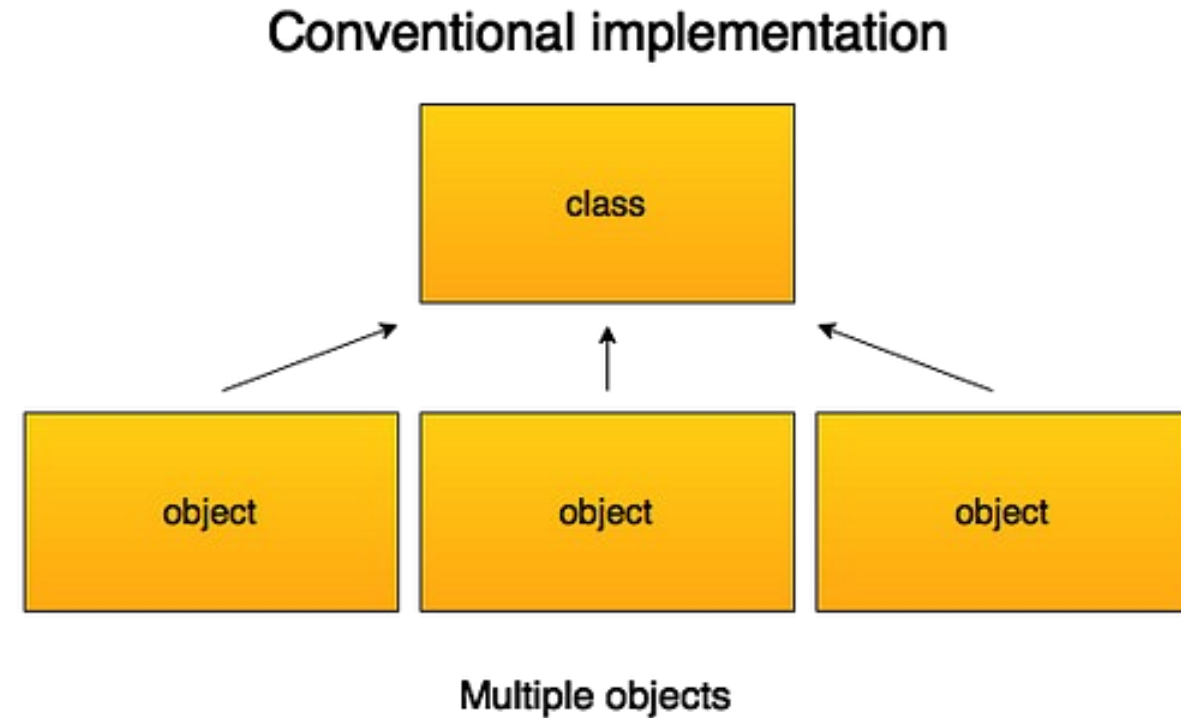 Conventional implementation
class
object
object
object
Multiple objects